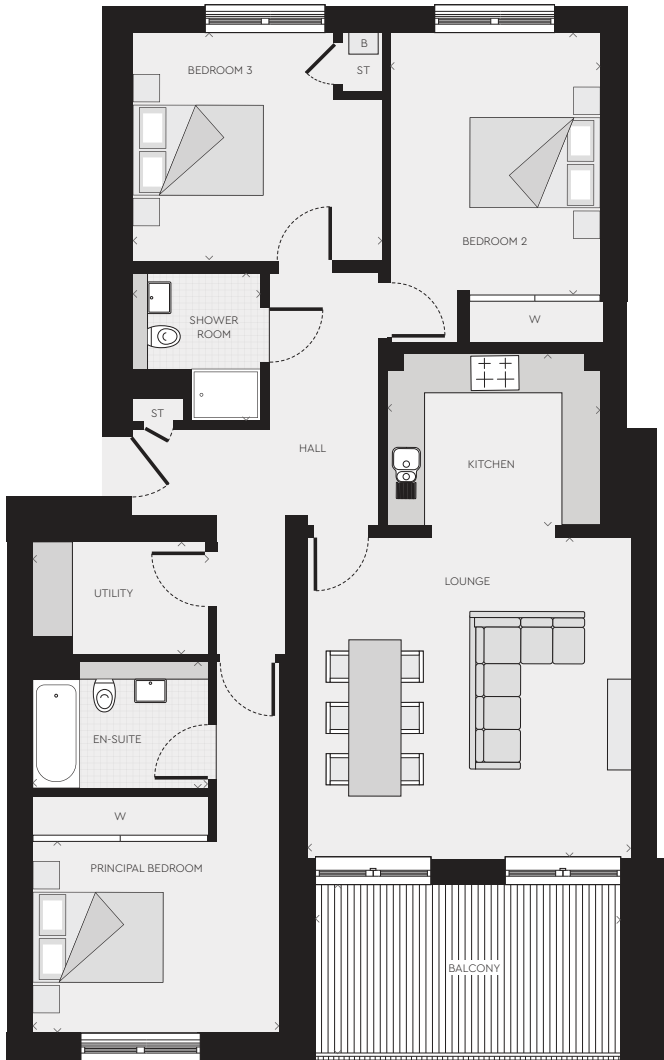 B
BEDROOM 3
ST
BEDROOM 2
SHOWER
ROOM
W
ST
HALL
KITCHEN
LOUNGE
UTILITY
EN-SUITE
W
PRINCIPAL BEDROOM
BALCONY